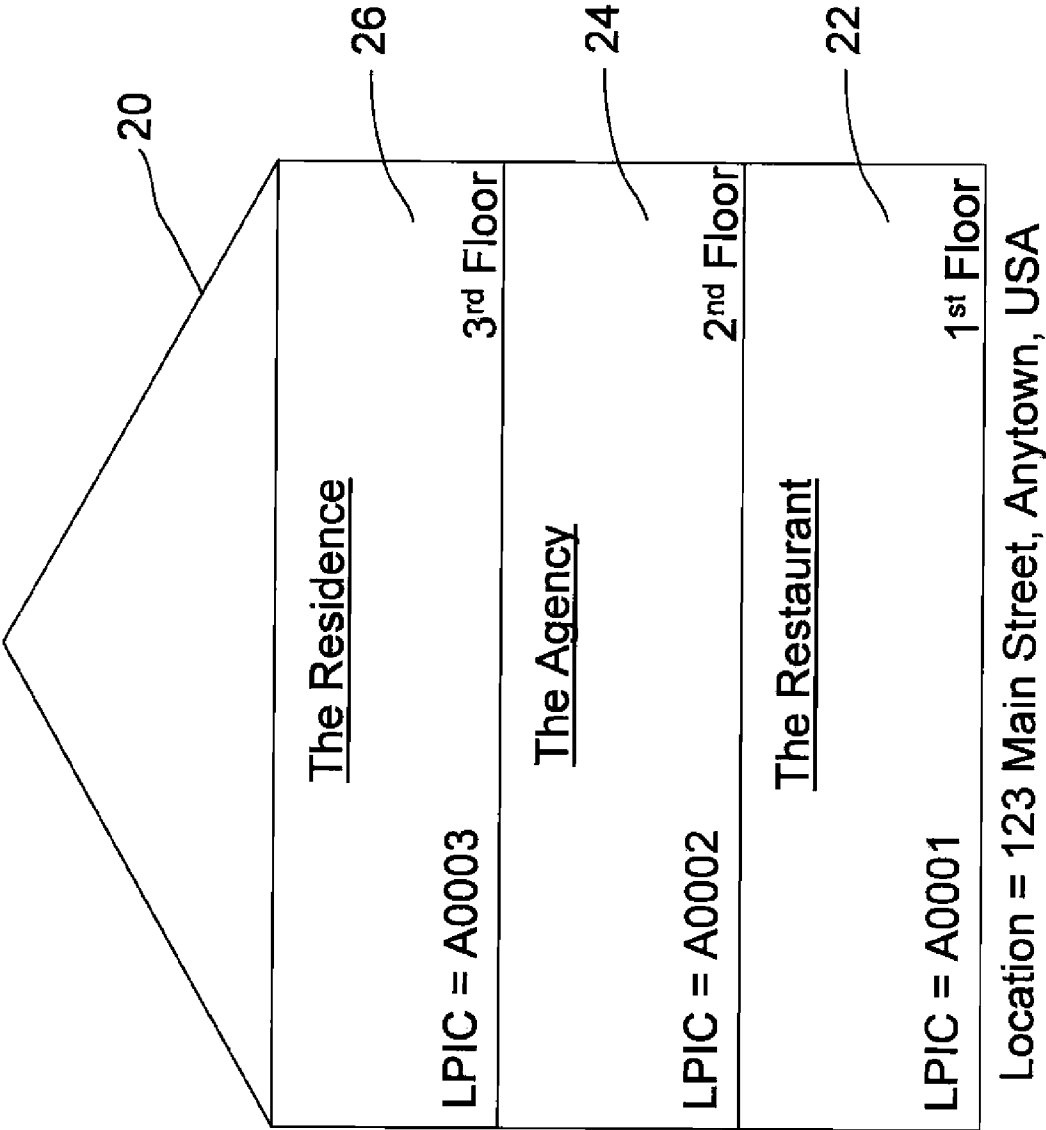 20
The Residence
26
LPIC = A0003
3rd Floor
The Agency
24
LPIC = A0002
2nd Floor
The Restaurant
22
LPIC = A0001
1st Floor
Location = 123 Main Street, Anytown, USA